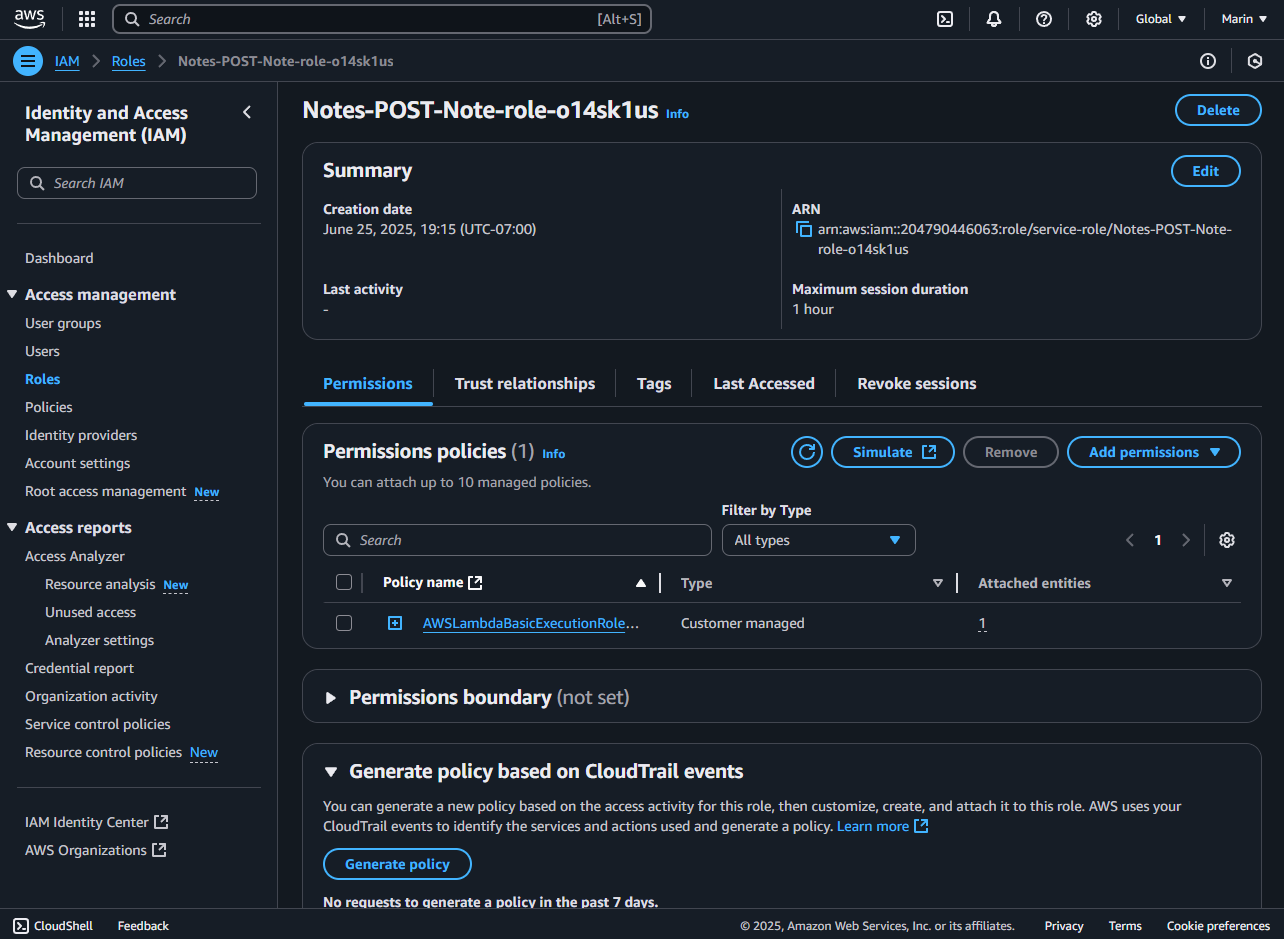 aws
Search [Alt+S]
Global
Marin
IAM
Roles
Notes-POST-Note-role-o14sk1us
Identity and Access
Management (IAM)
Search IAM
Dashboard
Access management
User groups
Users
Roles
Policies
Identity providers
Account settings
Root access management New
Access reports
Access Analyzer
Resource analysis New
Unused access
Analyzer settings
Credential report
Organization activity
Service control policies
Resource control policies New
IAM Identity Center
AWS Organizations
Notes-POST-Note-role-o14sk1us Info
Delete
Summary
Edit
Creation date
June 25, 2025, 19:15 (UTC-07:00)
ARN
arn:aws:iam::204790446063:role/service-role/Notes-POST-Note-
role-o14sk1us
Last activity
-
Maximum session duration
1 hour
Permissions
Trust relationships
Tags
Last Accessed
Revoke sessions
Permissions policies (1) Info
Simulate
Remove
Add permissions
You can attach up to 10 managed policies.
Filter by Type
Search
All types
1
Policy name
Type
Attached entities
AWSLambdaBasicExecutionRole...
Customer managed
1
Permissions boundary (not set)
Generate policy based on CloudTrail events
You can generate a new policy based on the access activity for this role, then customize, create, and attach it to this role. AWS uses your
CloudTrail events to identify the services and actions used and generate a policy. Learn more
Generate policy
No requests to generate a policy in the past 7 days.
CloudShell
Feedback
© 2025, Amazon Web Services, Inc. or its affiliates.
Privacy
Terms
Cookie preferences